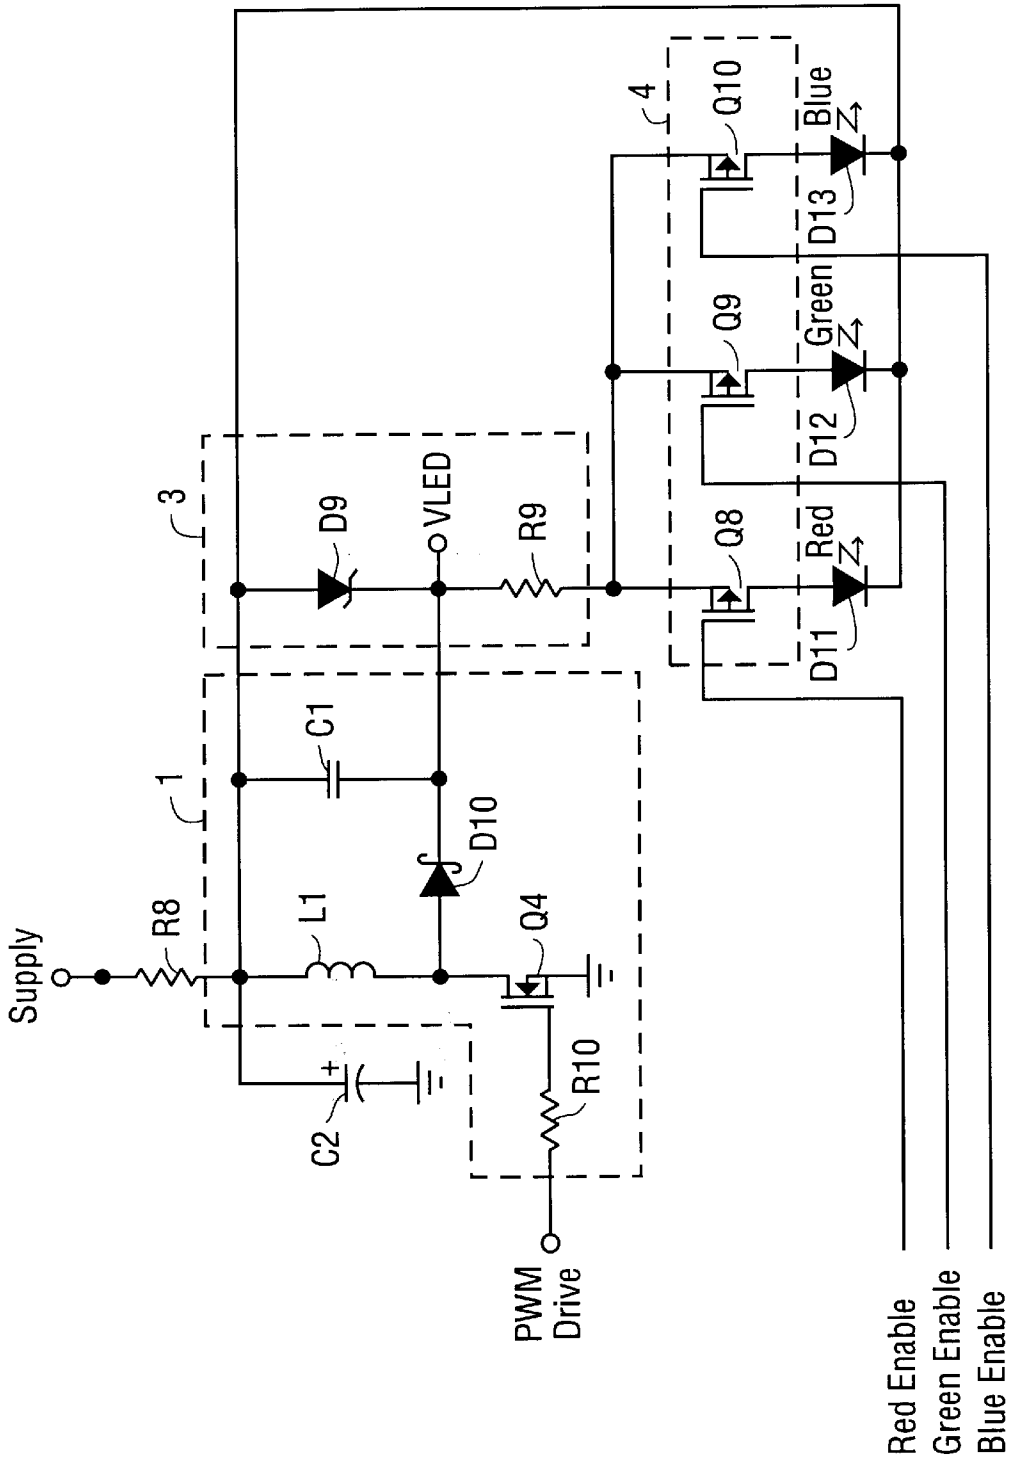 Supply
R8
1
3
4
C2
+
L1
C1
D9
D10
VLED
R9
Q4
R10
PWM
Drive
Q8
Q9
Q10
Red
Green
Blue
D11
D12
D13
Red Enable
Green Enable
Blue Enable